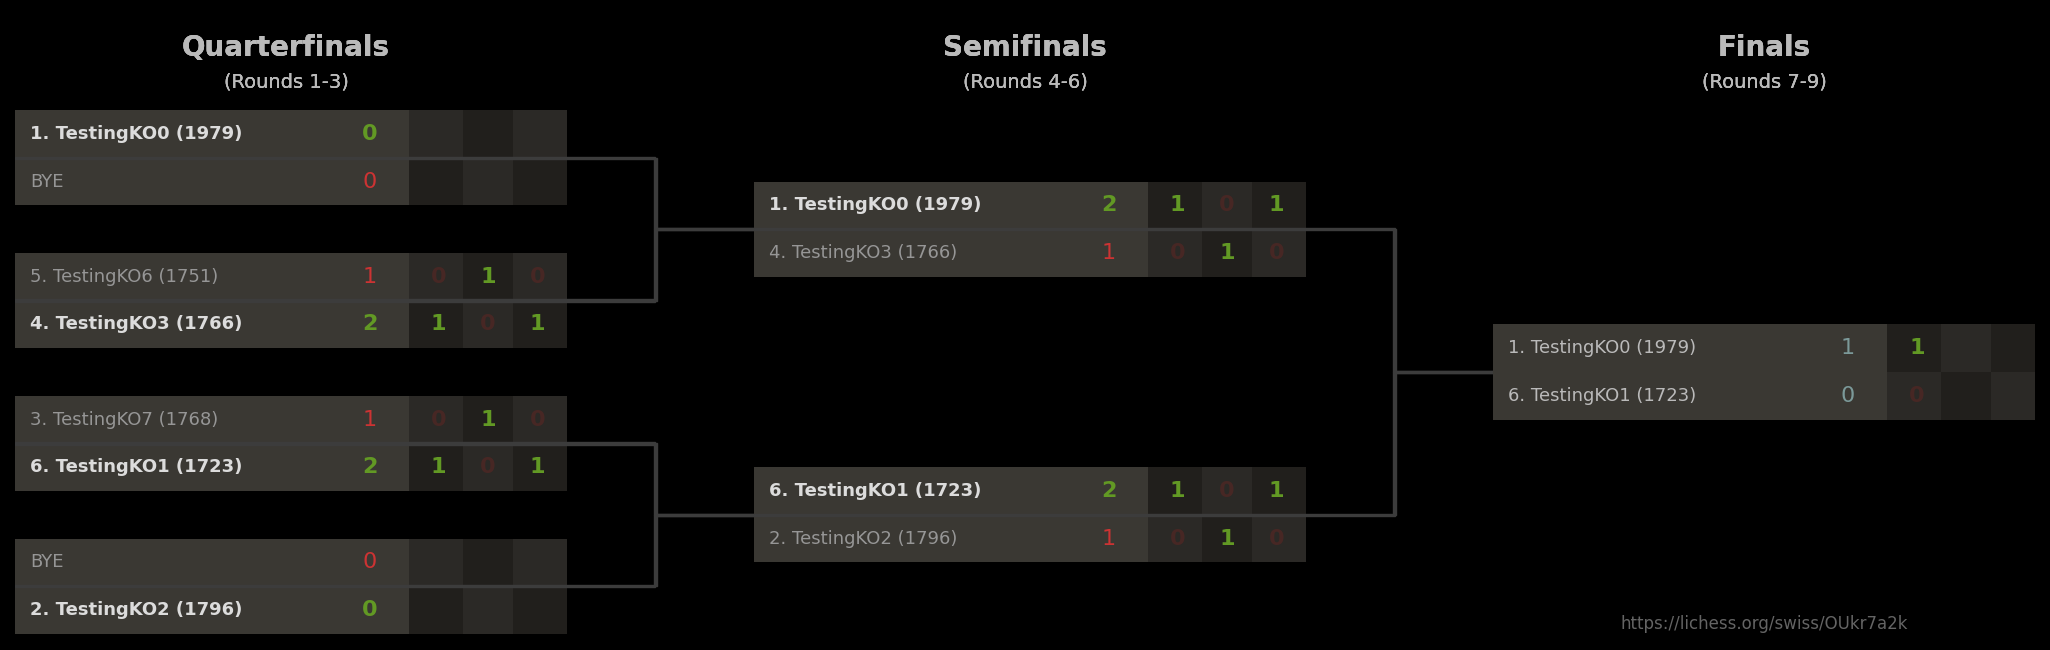 Quarterfinals
(Rounds 1-3)
1. TestingKO0 (1979) 0
BYE 0
5. TestingKO6 (1751) 1 0 1 0
4. TestingKO3 (1766) 2 1 0 1
3. TestingKO7 (1768) 1 0 1 0
6. TestingKO1 (1723) 2 1 0 1
BYE 0
2. TestingKO2 (1796) 0
Semifinals
(Rounds 4-6)
1. TestingKO0 (1979) 2 1 0 1
4. TestingKO3 (1766) 1 0 1 0
6. TestingKO1 (1723) 2 1 0 1
2. TestingKO2 (1796) 1 0 1 0
Finals
(Rounds 7-9)
1. TestingKO0 (1979) 1 1
6. TestingKO1 (1723) 0 0
https://lichess.org/swiss/OUkr7a2k